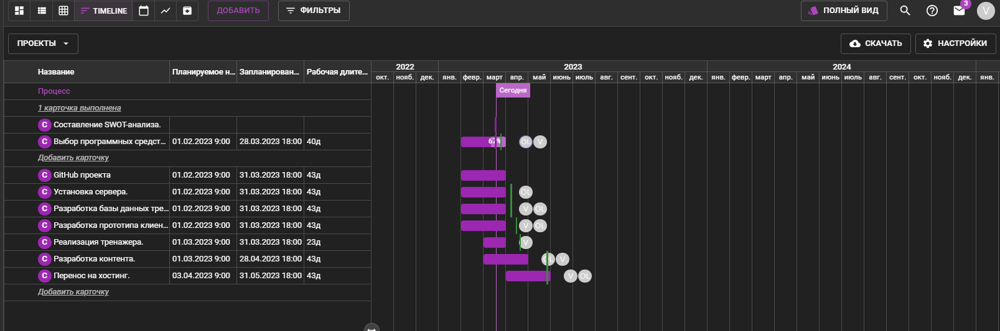 TIMELINE ДОБАВИТЬ ФИЛЬТРЫ ПОЛНЫЙ ВИД 3 V
ПРОЕКТЫ СКАЧАТЬ НАСТРОЙКИ
2022 2023 2024
Название Планируемое н... Запланирован... Рабочая длите...
окт. нояб. дек. янв. февр. март апр. май июнь июль авг. сент. окт. нояб. дек. янв. февр. март апр. май июнь июль авг. сент. окт. нояб. дек. янв.
Процесс Сегодня
1 карточка выполнена
С Составление SWOT-анализа.
С Выбор программных средст... 01.02.2023 9:00 28.03.2023 18:00 40д 67% OL V
Добавить карточку
С GitHub проекта 01.02.2023 9:00 31.03.2023 18:00 43д
С Установка сервера. 01.02.2023 9:00 31.03.2023 18:00 43д OL
С Разработка базы данных тре... 01.02.2023 9:00 31.03.2023 18:00 43д V OL
С Разработка прототипа клиен... 01.02.2023 9:00 31.03.2023 18:00 43д V OL
С Реализация тренажера. 01.03.2023 9:00 31.03.2023 18:00 23д V
С Разработка контента. 01.03.2023 9:00 28.04.2023 18:00 43д OL V
С Перенос на хостинг. 03.04.2023 9:00 31.05.2023 18:00 43д V OL
Добавить карточку